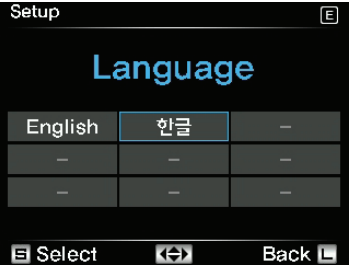 Setup E
Language
English 한글 –
– – –
– – –
S Select Back L